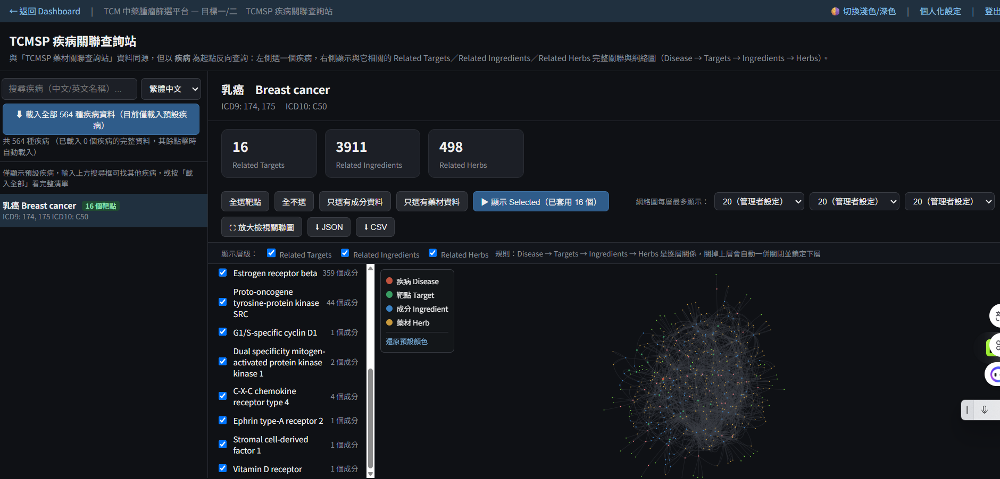 ← 返回 Dashboard | TCM 中藥腫瘤篩選平台 — 目標一/二 TCMSP 疾病關聯查詢站 切換淺色/深色 | 個人化設定 | 登出
TCMSP 疾病關聯查詢站
與「TCMSP 藥材關聯查詢站」資料同源，但以 疾病 為起點反向查詢：左側選一個疾病，右側顯示與它相關的 Related Targets／Related Ingredients／Related Herbs 完整關聯與網絡圖（Disease → Targets → Ingredients → Herbs）。
搜尋疾病（中文/英文名稱）... 繁體中文
⬇ 載入全部 564 種疾病資料（目前僅載入預設疾
病）
共 564 種疾病 （已載入 0 個疾病的完整資料，其餘點擊時
自動載入）
僅顯示預設疾病，輸入上方搜尋框可找其他疾病，或按「載
入全部」看完整清單
乳癌 Breast cancer 16 個靶點
ICD9: 174, 175 ICD10: C50
乳癌 Breast cancer
ICD9: 174, 175 ICD10: C50
16
Related Targets
3911
Related Ingredients
498
Related Herbs
全選靶點 全不選 只選有成分資料 只選有藥材資料 ▶ 顯示 Selected（已套用 16 個） 網絡圖每層最多顯示： 20（管理者設定） 20（管理者設定） 20（管理者設定）
⛶ 放大檢視關聯圖 ⬇ JSON ⬇ CSV
顯示層級： Related Targets Related Ingredients Related Herbs 規則：Disease → Targets → Ingredients → Herbs 是逐層關係，關掉上層會自動一併關閉並鎖定下層
Estrogen receptor beta 359 個成分
Proto-oncogene
tyrosine-protein kinase 44 個成分
SRC
G1/S-specific cyclin D1 1 個成分
Dual specificity mitogen-
activated protein kinase 2 個成分
kinase 1
C-X-C chemokine
receptor type 4 4 個成分
Ephrin type-A receptor 2 1 個成分
Stromal cell-derived
factor 1 1 個成分
Vitamin D receptor 1 個成分
疾病 Disease
靶點 Target
成分 Ingredient
藥材 Herb
還原預設顏色